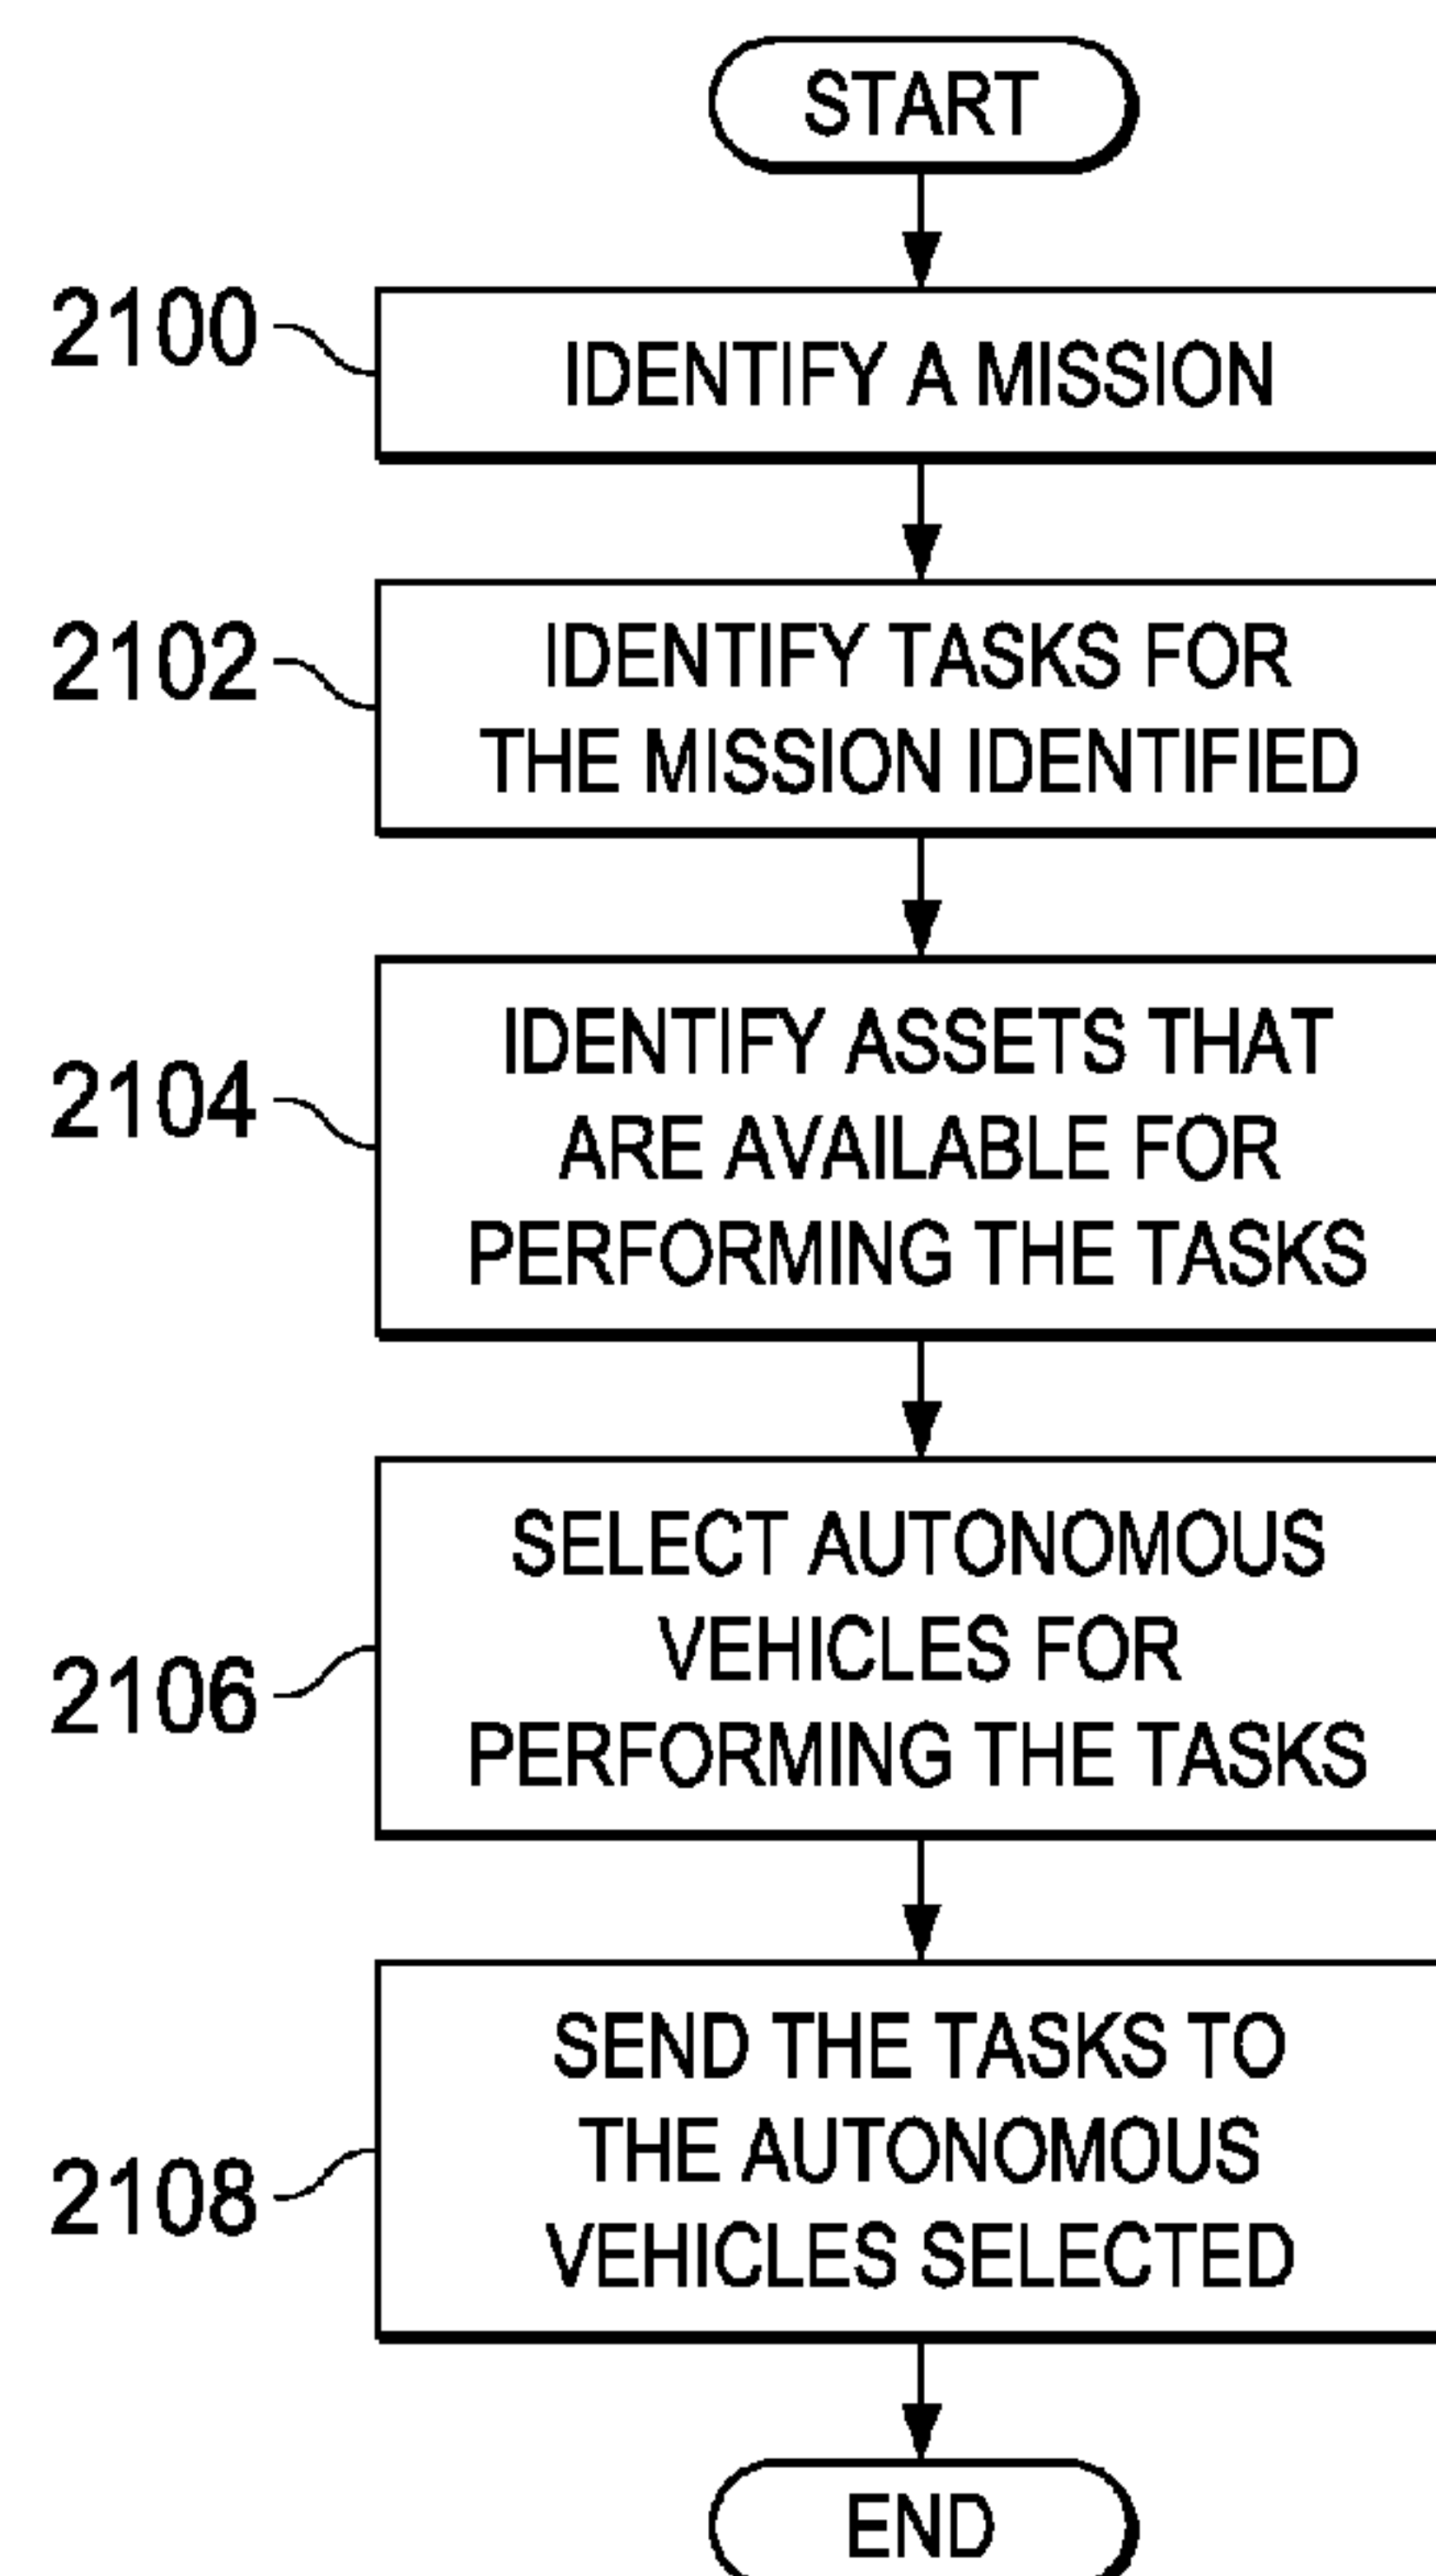 START
2100
IDENTIFY A MISSION
2102
IDENTIFY TASKS FOR
THE MISSION IDENTIFIED
2104
IDENTIFY ASSETS THAT
ARE AVAILABLE FOR
PERFORMING THE TASKS
2106
SELECT AUTONOMOUS
VEHICLES FOR
PERFORMING THE TASKS
2108
SEND THE TASKS TO
THE AUTONOMOUS
VEHICLES SELECTED
END